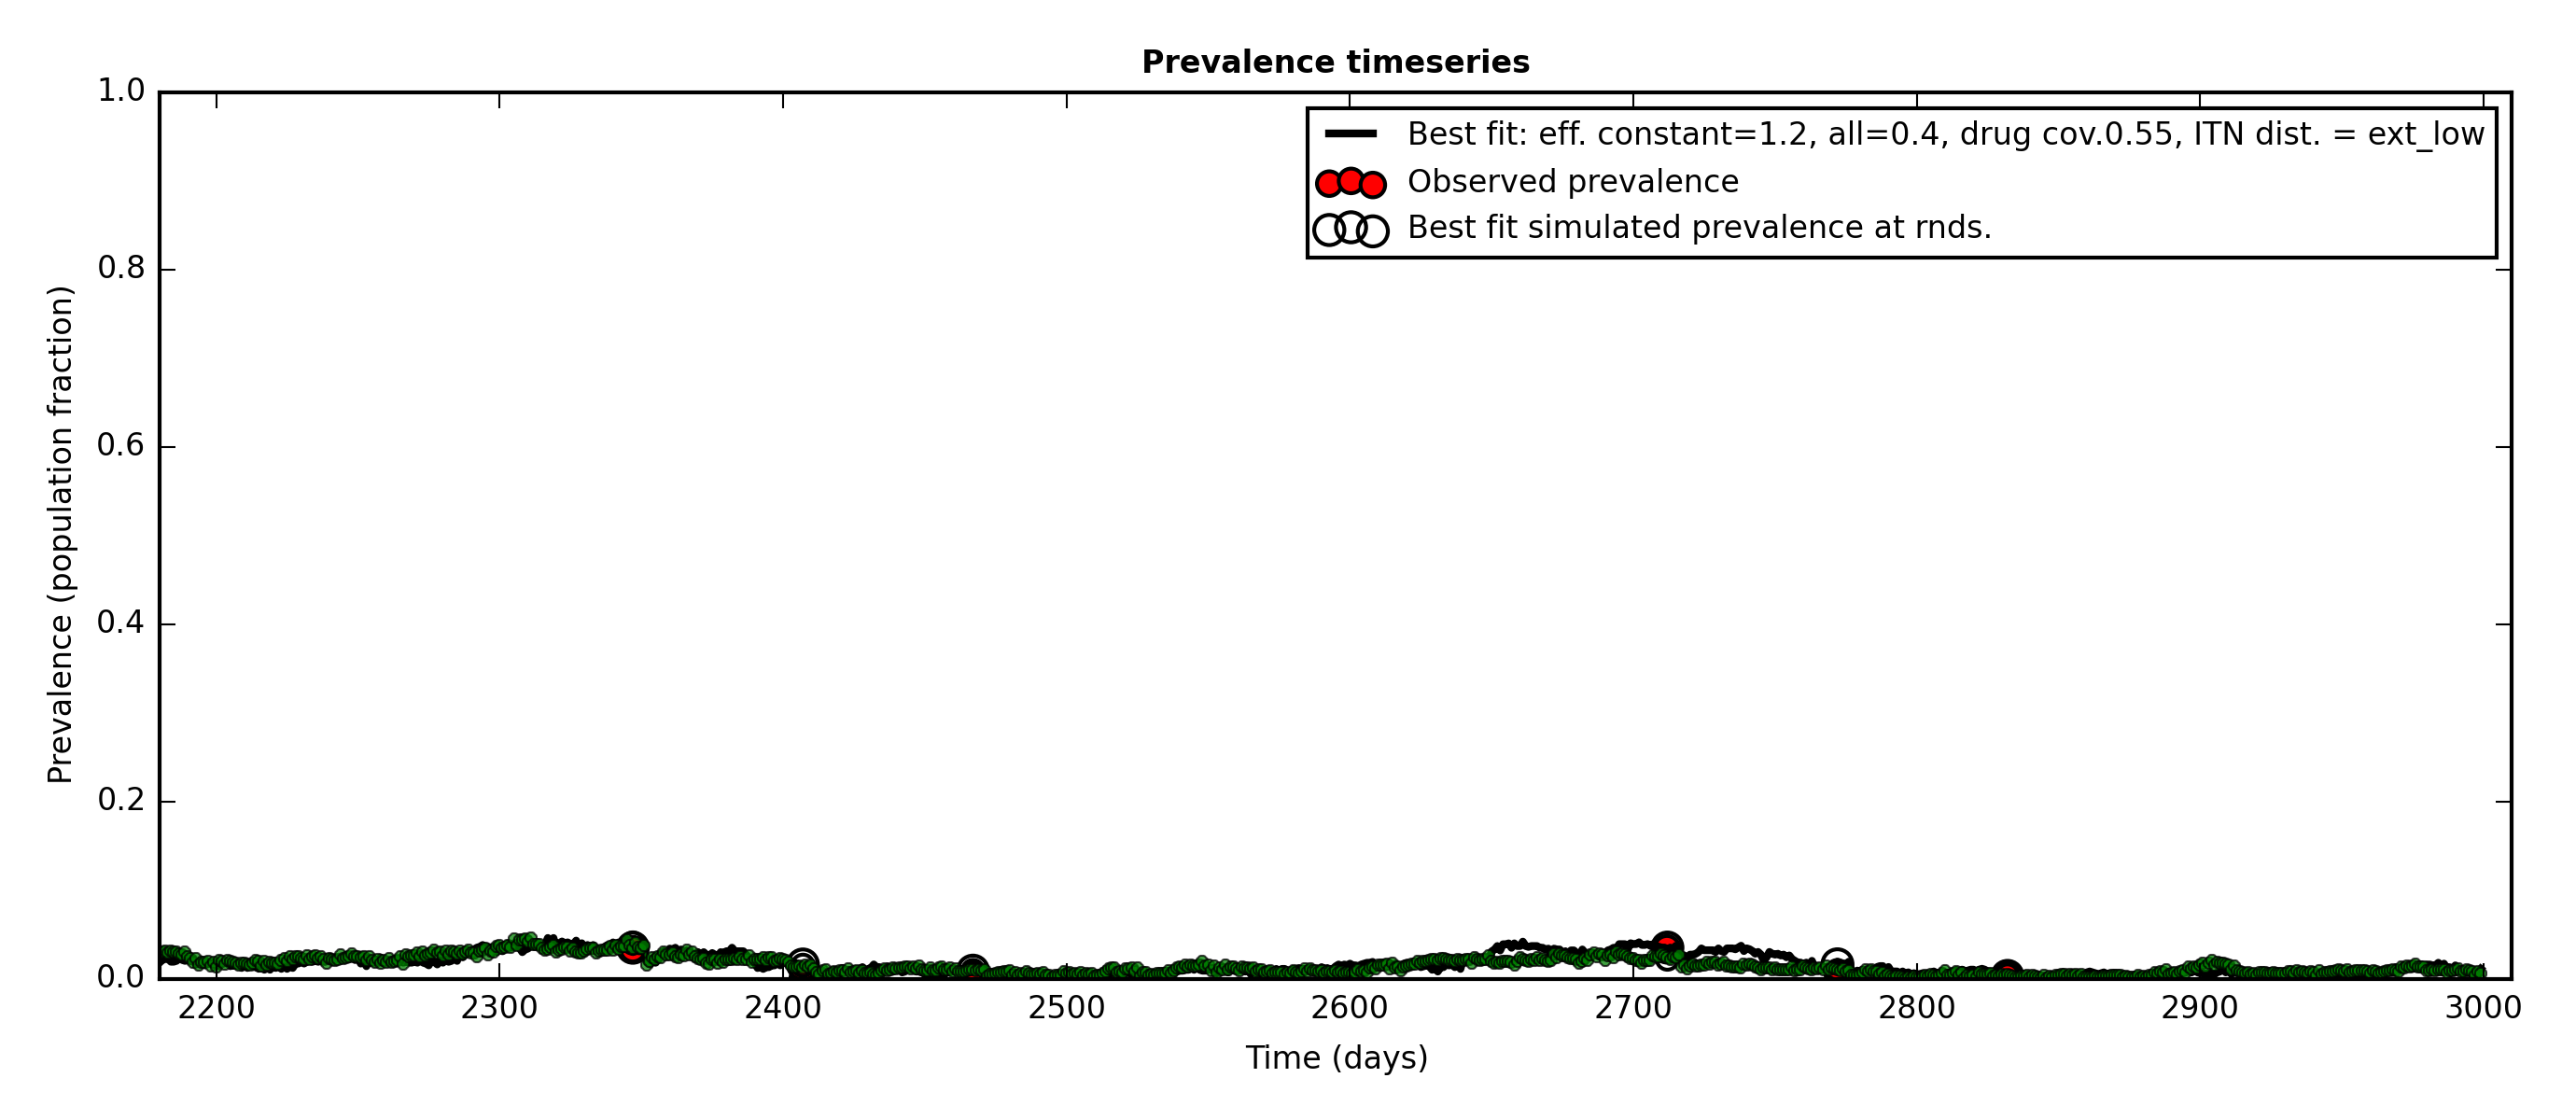 Prevalence timeseries
1.0
0.8
0.6
0.4
0.2
0.0
Prevalence (population fraction)
Best fit: eff. constant=1.2, all=0.4, drug cov.0.55, ITN dist. = ext_low
Observed prevalence
Best fit simulated prevalence at rnds.
2200 2300 2400 2500 2600 2700 2800 2900 3000
Time (days)